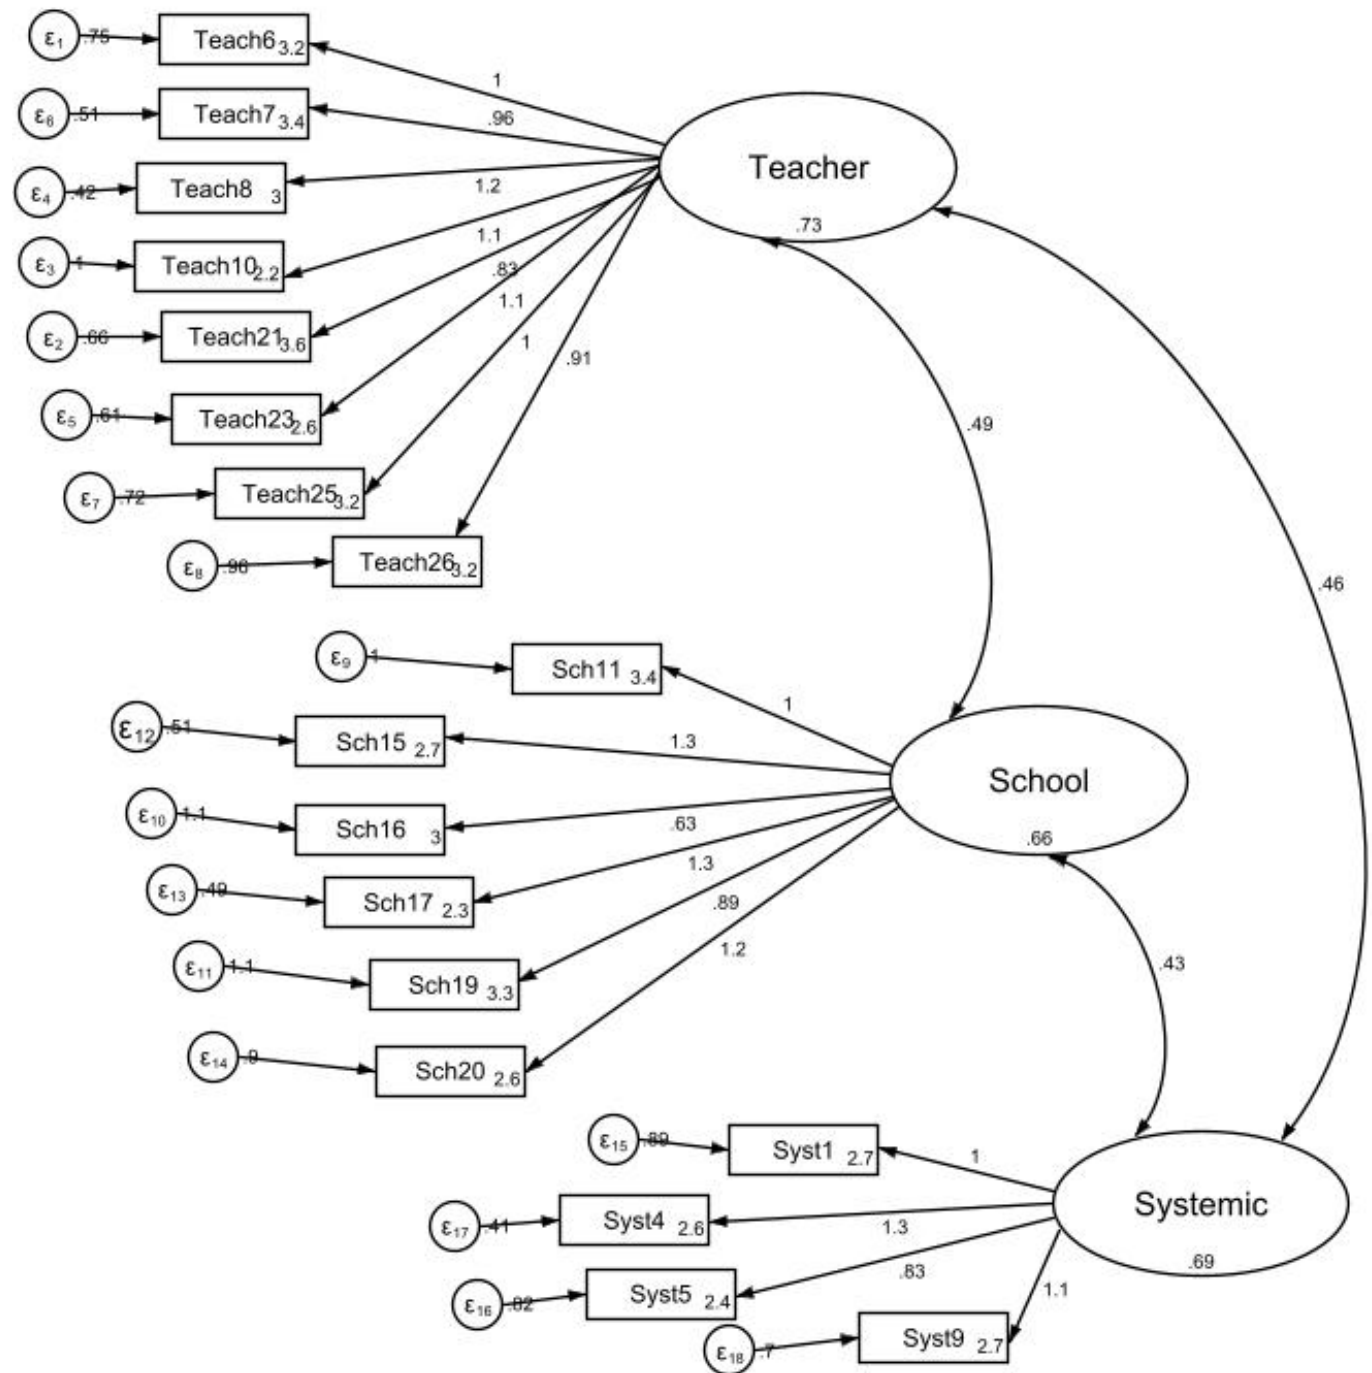 ε1 .75 Teach6 3.2
1
ε6 .51 Teach7 3.4
.96
Teacher
.73
ε4 .42 Teach8 3
1.2
ε3 1 Teach10 2.2
1.1
ε2 .66 Teach21 3.6
.83
ε5 .61 Teach23 2.6
1.1
ε7 .72 Teach25 3.2
1
ε8 .96 Teach26 3.2
.91
.49
.46
ε9 1 Sch11 3.4
1
ε12 .51 Sch15 2.7
1.3
School
.66
ε10 1.1 Sch16 3
.63
ε13 .49 Sch17 2.3
1.3
ε11 1.1 Sch19 3.3
.89
ε14 .9 Sch20 2.6
1.2
.43
ε15 .89 Syst1 2.7
1
ε17 .41 Syst4 2.6
1.3
Systemic
.69
ε16 .82 Syst5 2.4
.83
ε18 .7 Syst9 2.7
1.1